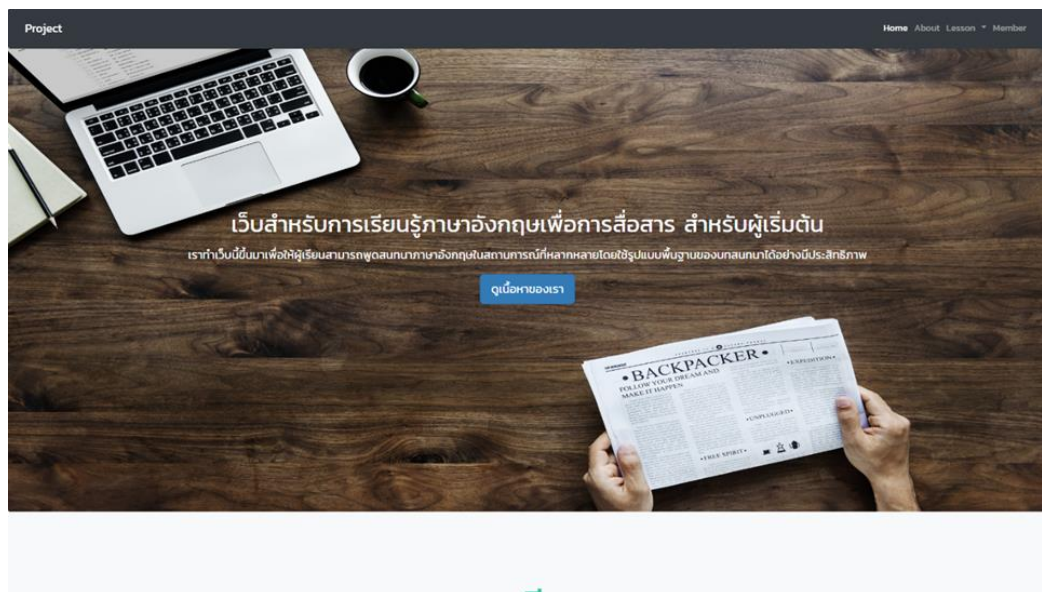 Project
Home About Lesson Member
เว็บสำหรับการเรียนรู้ภาษาอังกฤษเพื่อการสื่อสาร สำหรับผู้เริ่มต้น
เราทำเว็บนี้ขึ้นมาเพื่อให้ผู้เรียนสามารถพูดสนทนาภาษาอังกฤษในสถานการณ์ที่หลากหลายโดยใช้รูปแบบพื้นฐานของบทสนทนาได้อย่างมีประสิทธิภาพ
ดูเนื้อหาของเรา
•BACKPACKER•
FOLLOW YOUR DREAM AND
MAKE IT HAPPEN
•EXPEDITION•
•UNPLUGGED•
•FREE SPIRIT•